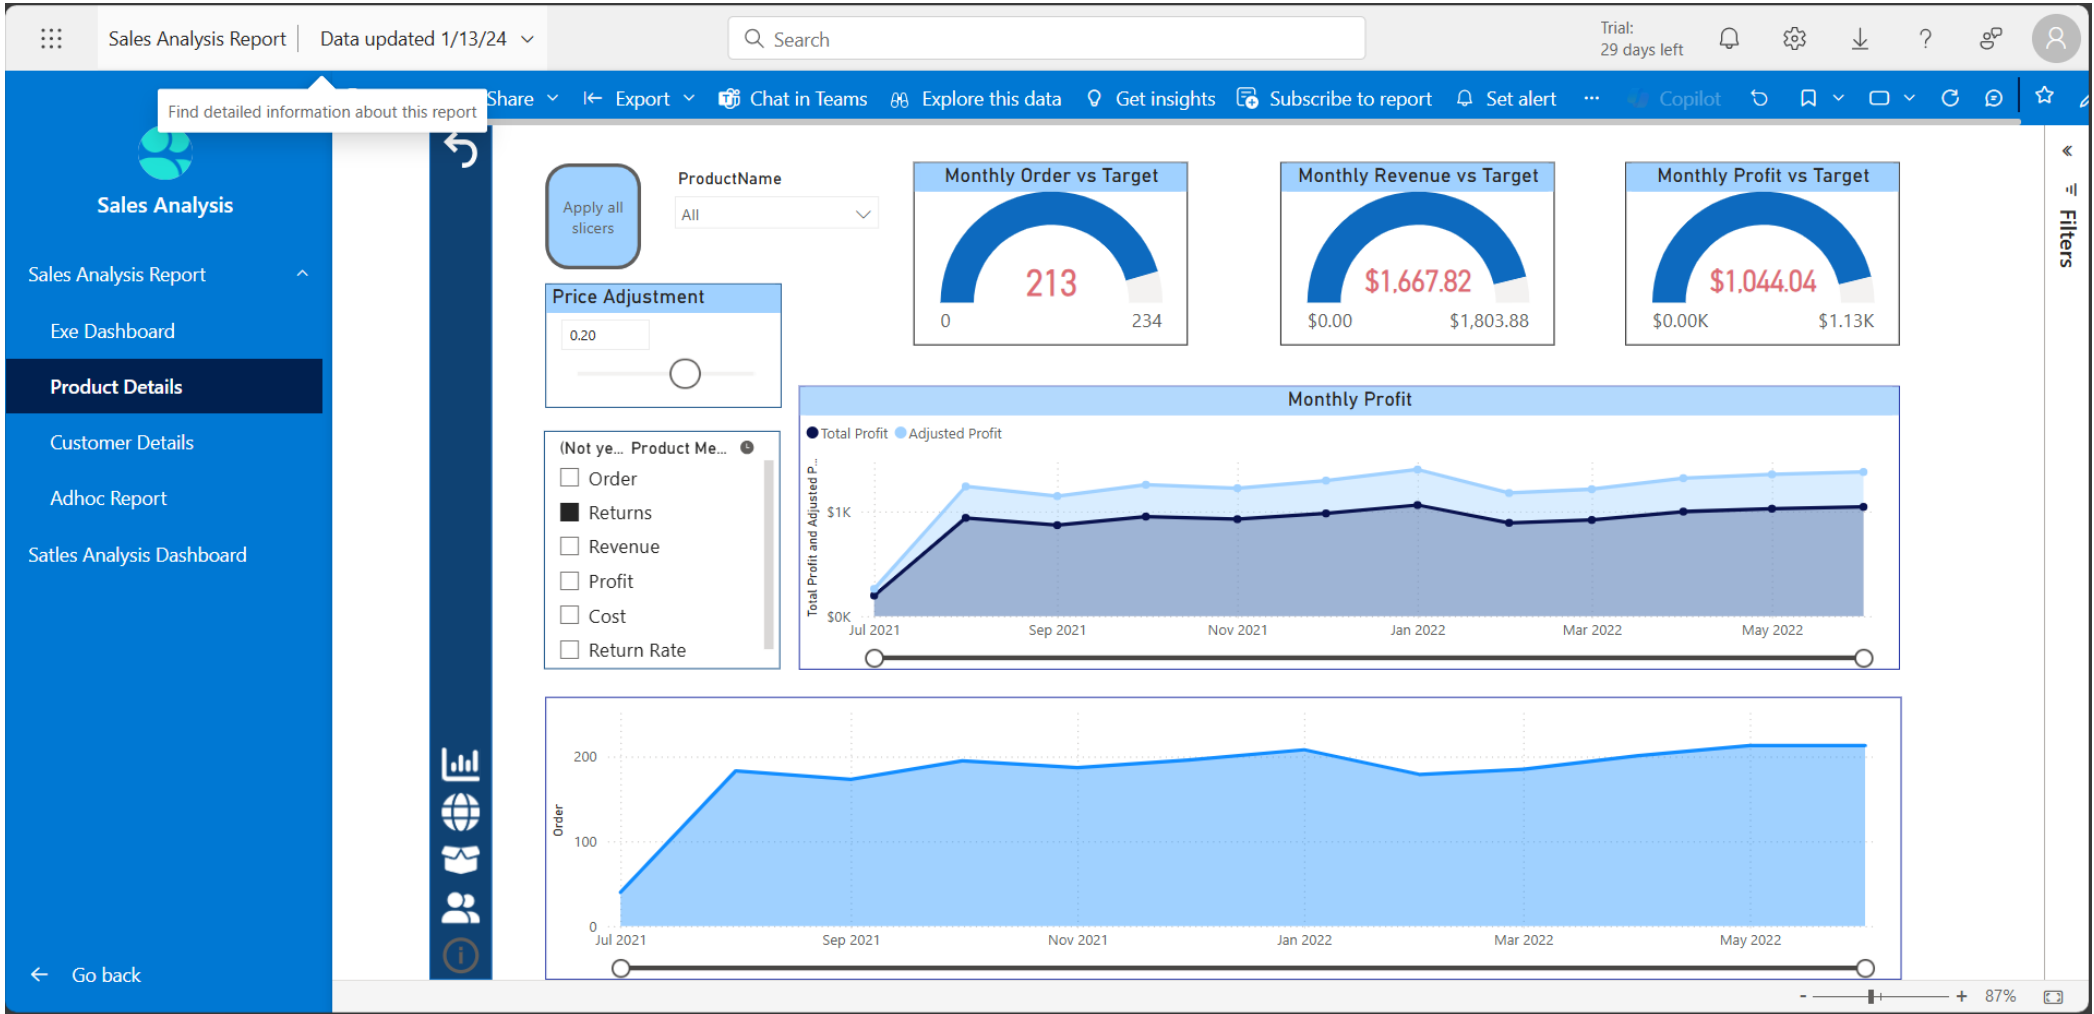 Sales Analysis Report
Data updated 1/13/24
Search
Trial:
29 days left
Find detailed information about this report
Share
Export
Chat in Teams
Explore this data
Get insights
Subscribe to report
Set alert
Copilot
Sales Analysis
Sales Analysis Report
Exe Dashboard
Product Details
Customer Details
Adhoc Report
Satles Analysis Dashboard
Go back
Apply all
slicers
ProductName
All
Price Adjustment
0.20
(Not ye... Product Me...
Order
Returns
Revenue
Profit
Cost
Return Rate
Monthly Order vs Target
213
0
234
Monthly Revenue vs Target
$1,667.82
$0.00
$1,803.88
Monthly Profit vs Target
$1,044.04
$0.00K
$1.13K
Monthly Profit
Total Profit
Adjusted Profit
Total Profit and Adjusted P...
$1K
$0K
Jul 2021
Sep 2021
Nov 2021
Jan 2022
Mar 2022
May 2022
Order
200
100
0
Jul 2021
Sep 2021
Nov 2021
Jan 2022
Mar 2022
May 2022
Filters
- + 87%